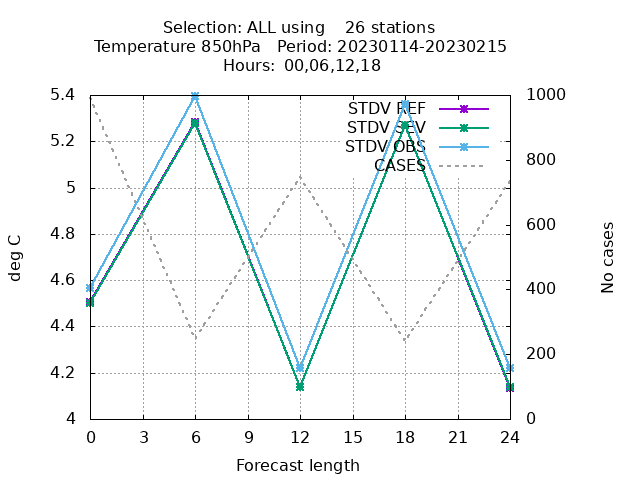 Selection: ALL using    26 stations
Temperature 850hPa   Period: 20230114-20230215
Hours: 00,06,12,18
5.4
5.2
5
4.8
4.6
4.4
4.2
4
deg C
STDV REF
STDV SEV
STDV OBS
CASES
1000
800
600
400
200
0
No cases
0 3 6 9 12 15 18 21 24
Forecast length